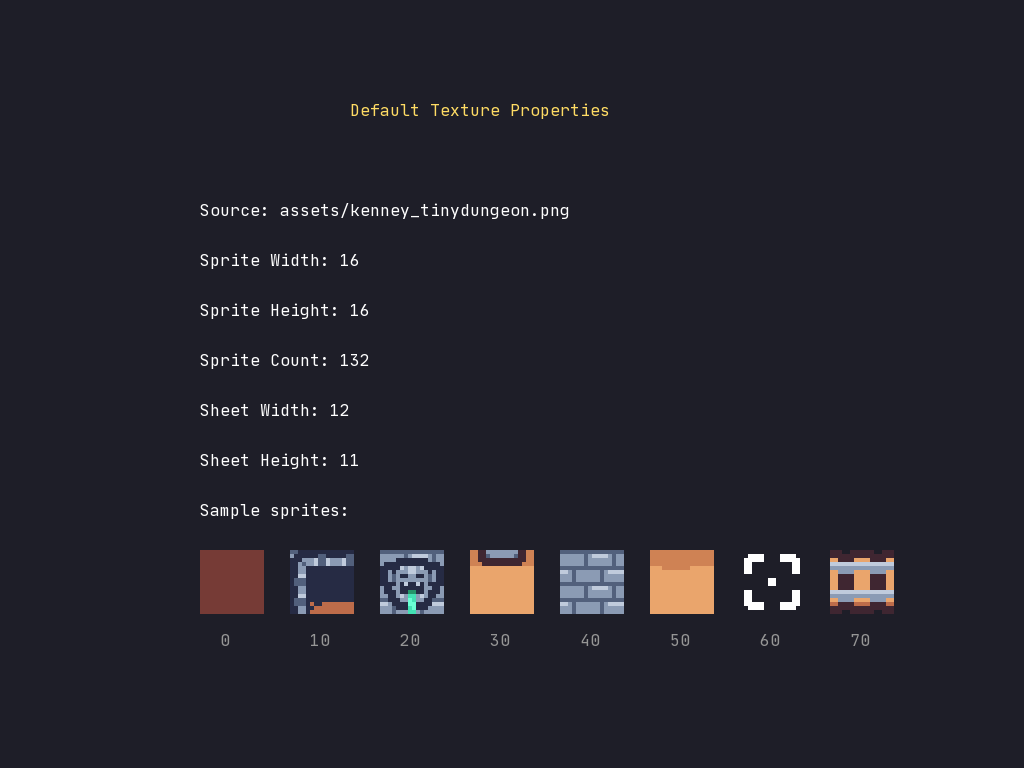 Default Texture Properties
Source: assets/kenney_tinydungeon.png
Sprite Width: 16
Sprite Height: 16
Sprite Count: 132
Sheet Width: 12
Sheet Height: 11
Sample sprites:
0 10 20 30 40 50 60 70